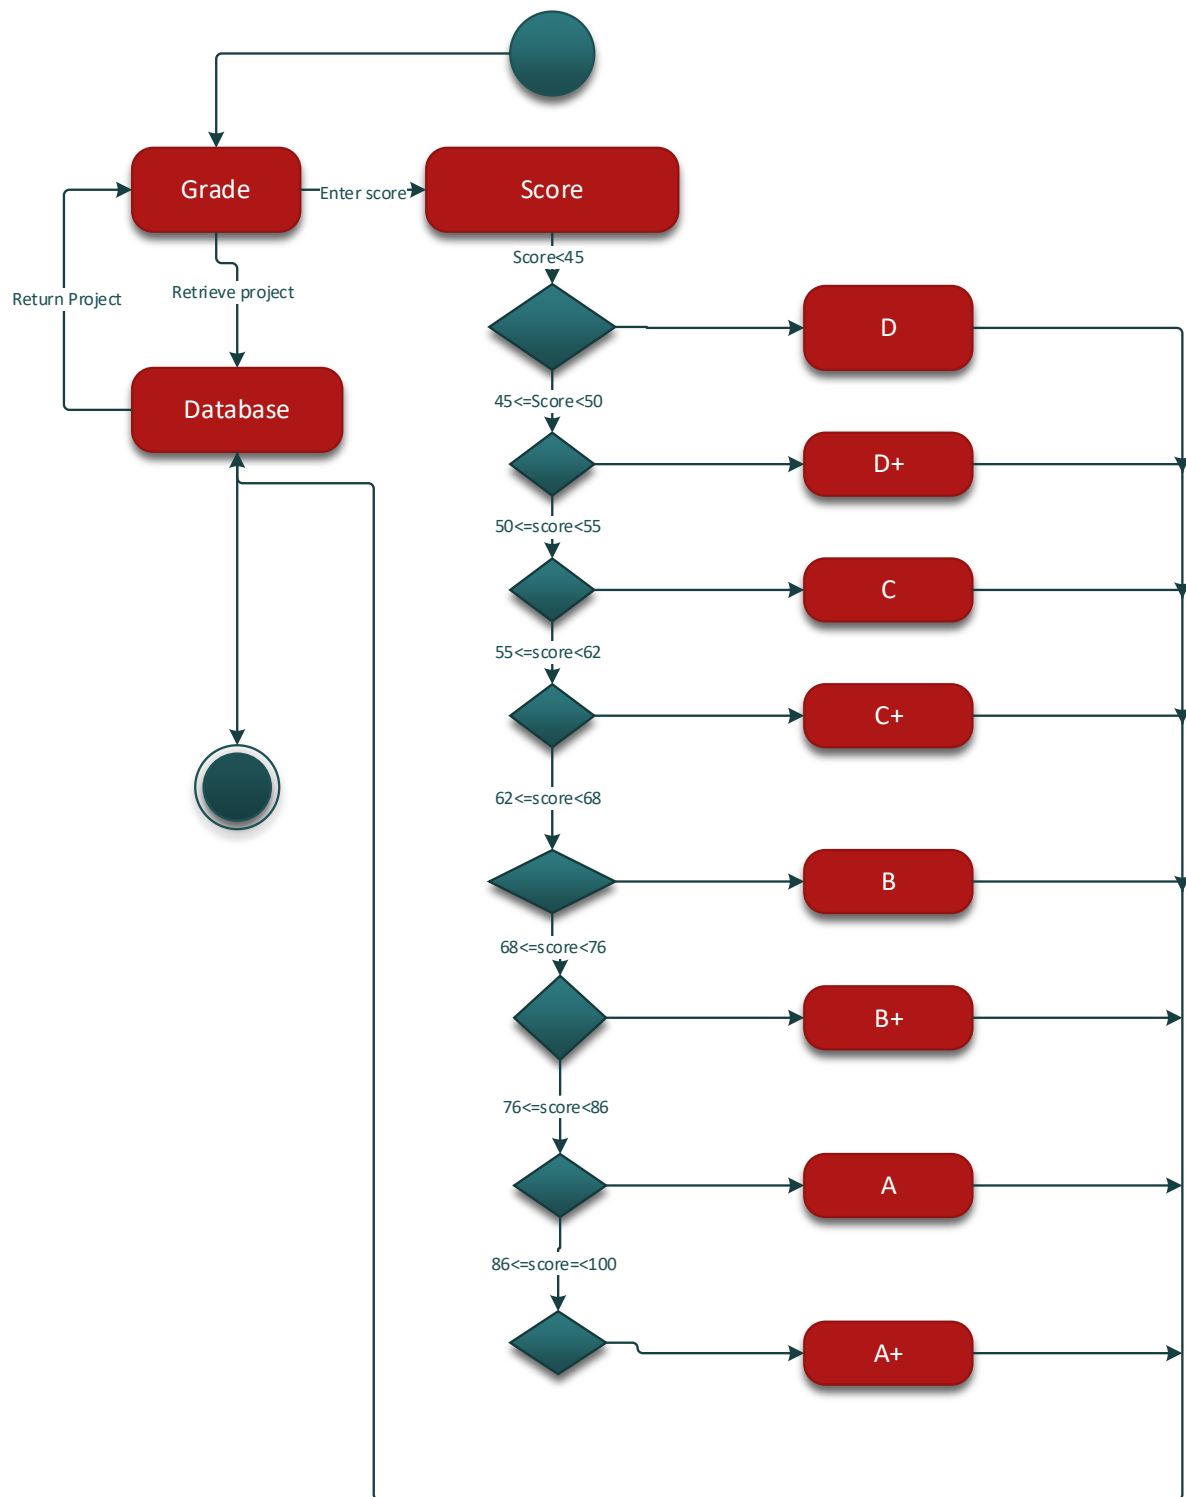 Grade
Enter score
Score
Score<45
Return Project
Retrieve project
D
Database
45<=Score<50
D+
50<=score<55
C
55<=score<62
C+
62<=score<68
B
68<=score<76
B+
76<=score<86
A
86<=score=<100
A+